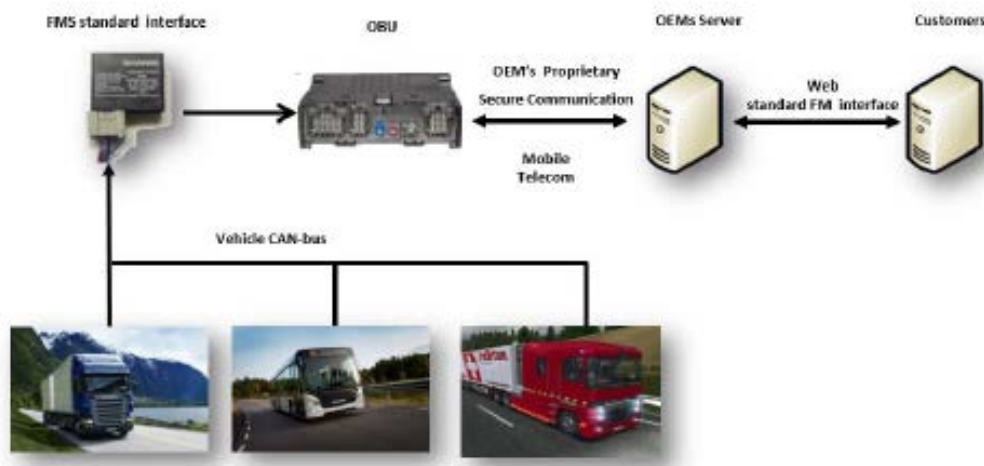 FMS standard interface
OBU
OEMs Server
Customers
OEM's Proprietary
Secure Communication
Mobile
Telecom
Web
standard FM interface
Vehicle CAN-bus